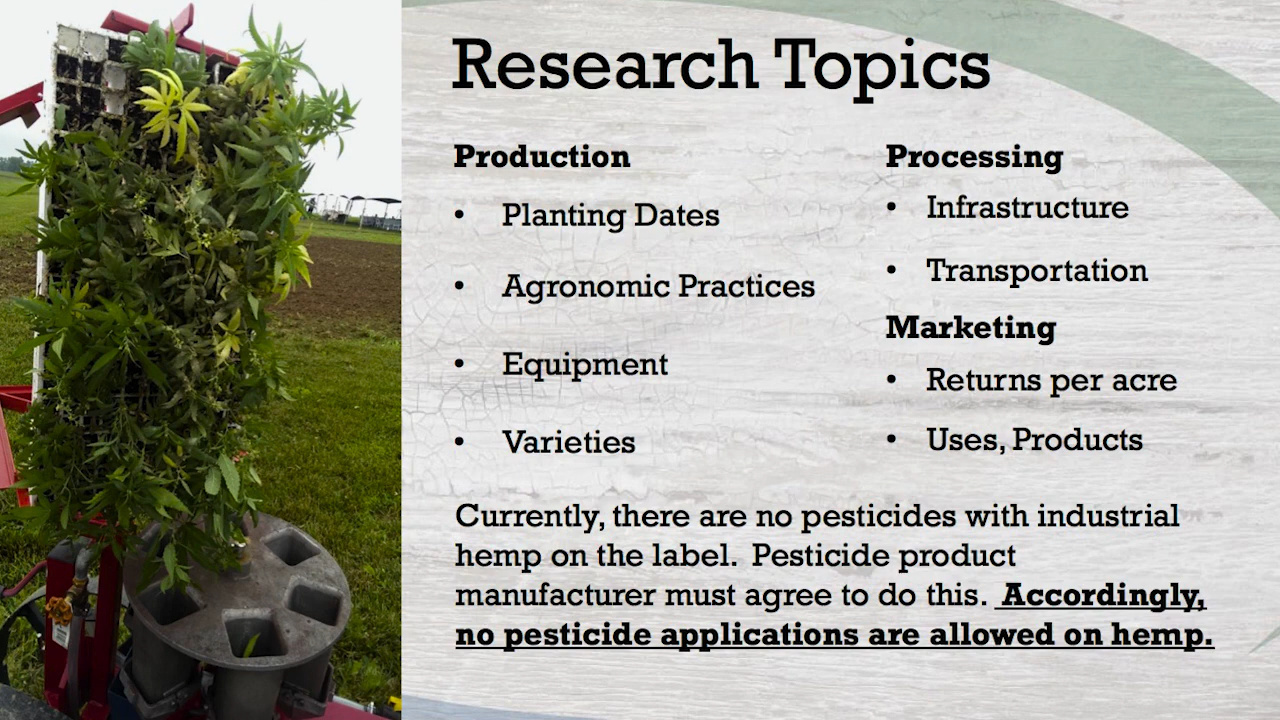 Research Topics
Production
• Planting Dates
• Agronomic Practices
• Equipment
• Varieties
Processing
• Infrastructure
• Transportation
Marketing
• Returns per acre
• Uses, Products
Currently, there are no pesticides with industrial
hemp on the label. Pesticide product
manufacturer must agree to do this. Accordingly,
no pesticide applications are allowed on hemp.